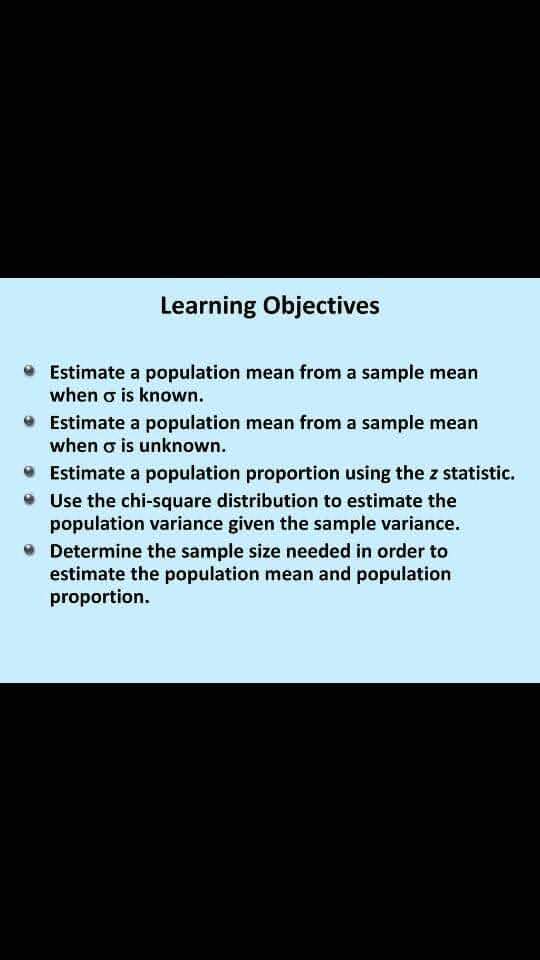 Learning Objectives
Estimate a population mean from a sample mean
when σ is known.
Estimate a population mean from a sample mean
when σ is unknown.
Estimate a population proportion using the z statistic.
Use the chi-square distribution to estimate the
population variance given the sample variance.
Determine the sample size needed in order to
estimate the population mean and population
proportion.